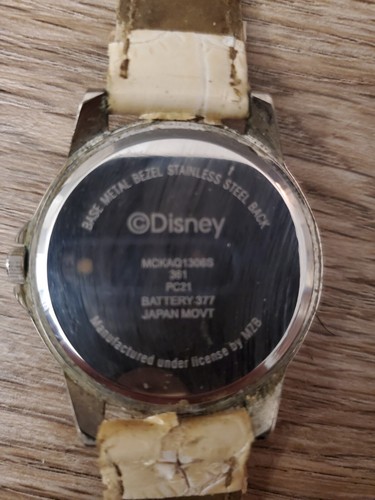 BASE METAL BEZEL STAINLESS STEEL BACK
©Disney
MCKAQ1306S
361
PC21
BATTERY 377
JAPAN MOVT
Manufactured under license by MZB